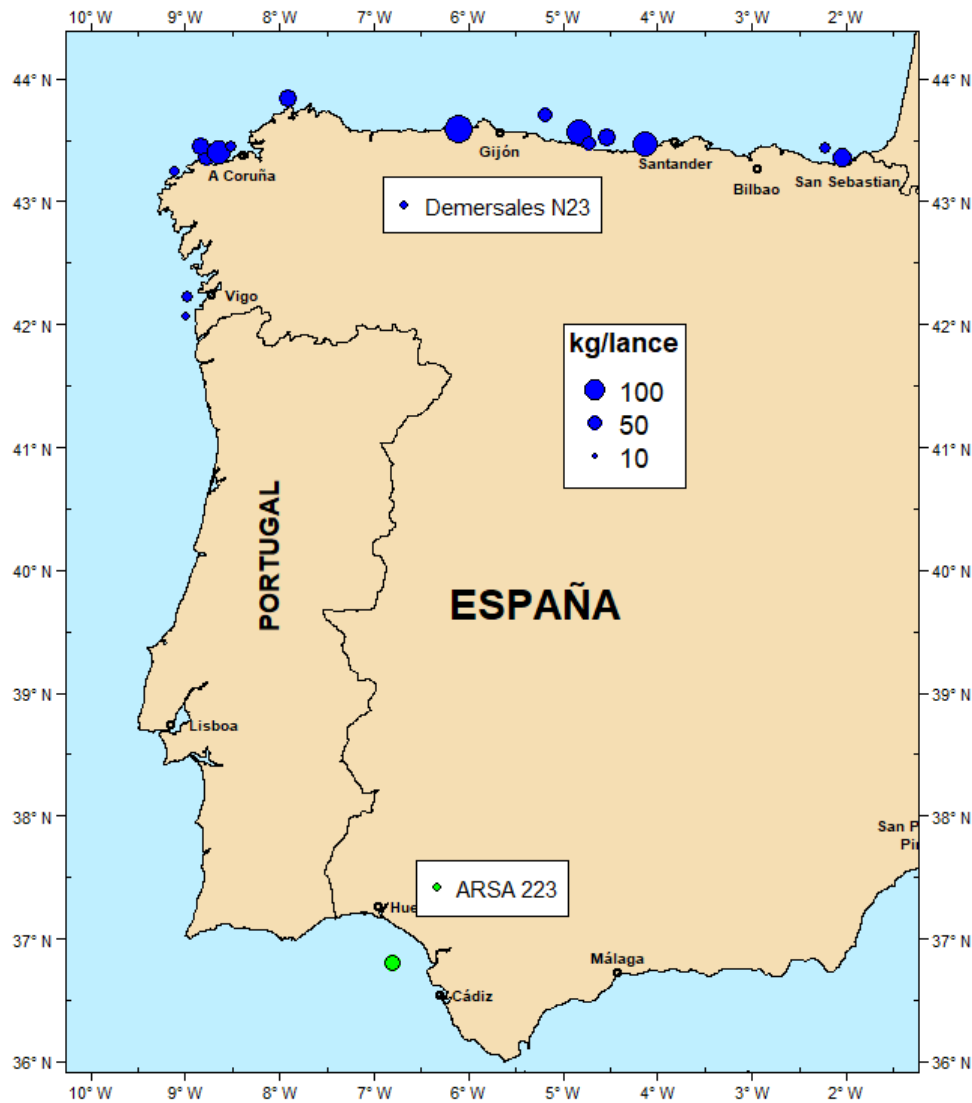 10° W 9° W 8° W 7° W 6° W 5° W 4° W 3° W 2° W
44° N 44° N
Gijón
Santander
A Coruña
Bilbao
San Sebastian
43° N 43° N
Demersales N23
Vigo
42° N 42° N
kg/lance
100
50
10
41° N 41° N
PORTUGAL
40° N 40° N
ESPAÑA
39° N 39° N
Lisboa
38° N 38° N
San P
Pin
ARSA 223
Hue
37° N 37° N
Málaga
Cádiz
36° N 36° N
10° W 9° W 8° W 7° W 6° W 5° W 4° W 3° W 2° W